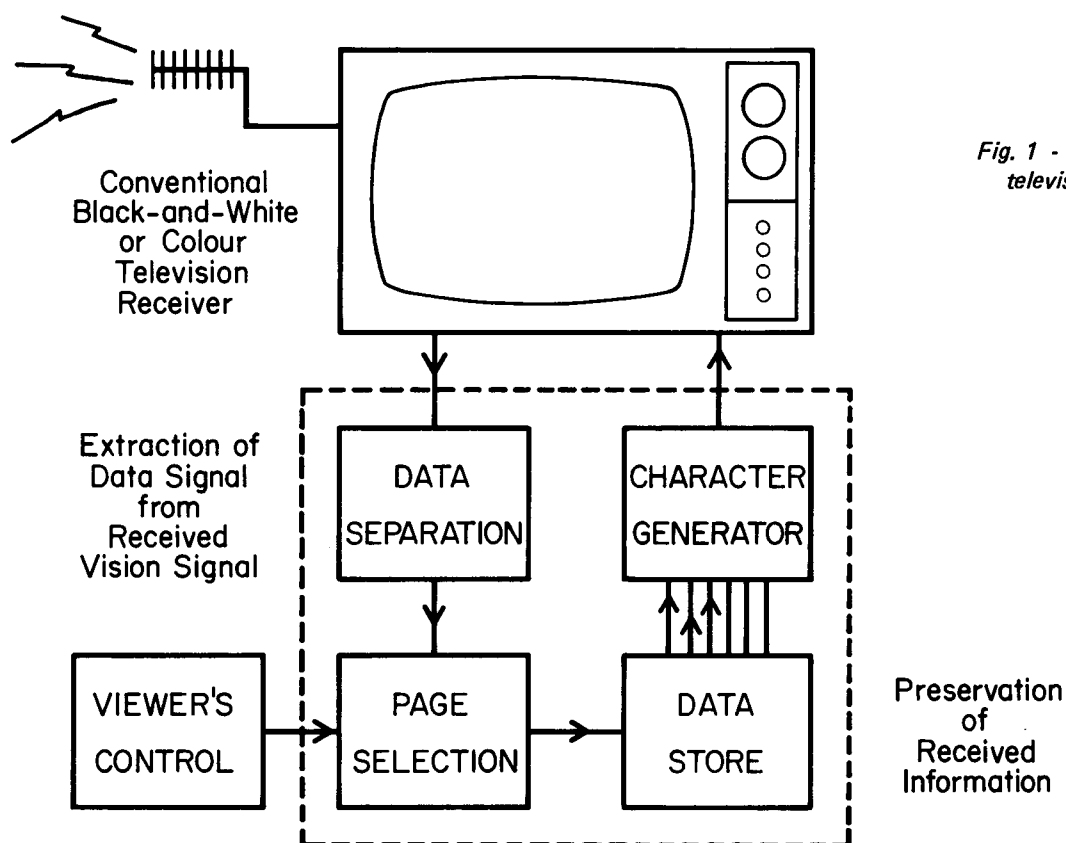 Fig. 1 -
Conventional
Black-and-White
or Colour
Television
Receiver
Extraction of
Data Signal
from
Received
Vision Signal
DATA
SEPARATION
CHARACTER
GENERATOR
VIEWER'S
CONTROL
PAGE
SELECTION
DATA
STORE
Preservation
of
Received
Information